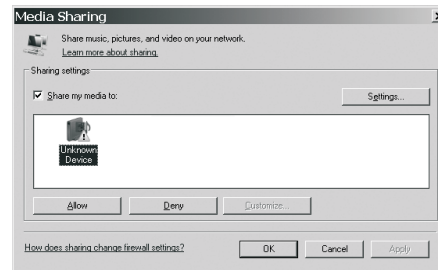 Media Sharing
Share music, pictures, and video on your network.
Learn more about sharing.
Sharing settings
Share my media to:
Settings...
Unknown
Device
Allow
Deny
Customize...
How does sharing change firewall settings?
OK
Cancel
Apply